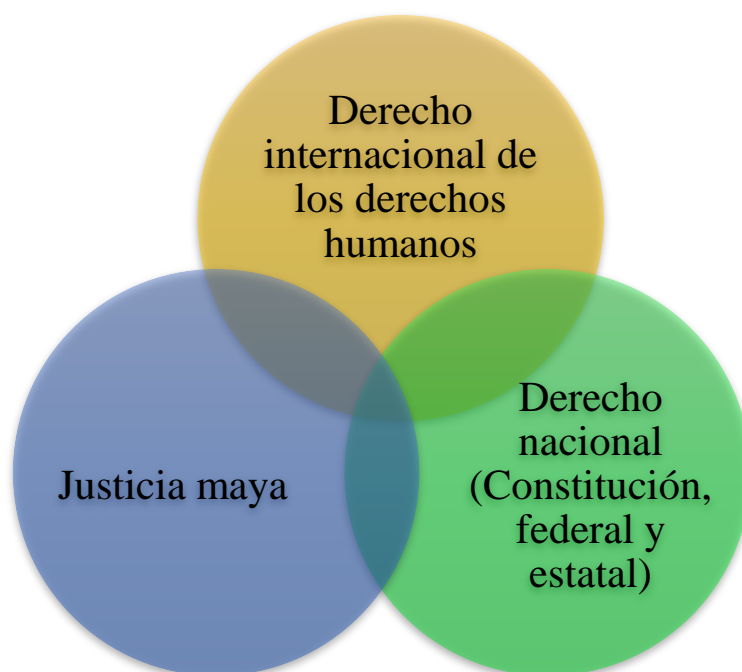 Derecho
internacional de
los derechos
humanos
Justicia maya
Derecho
nacional
(Constitución,
federal y
estatal)